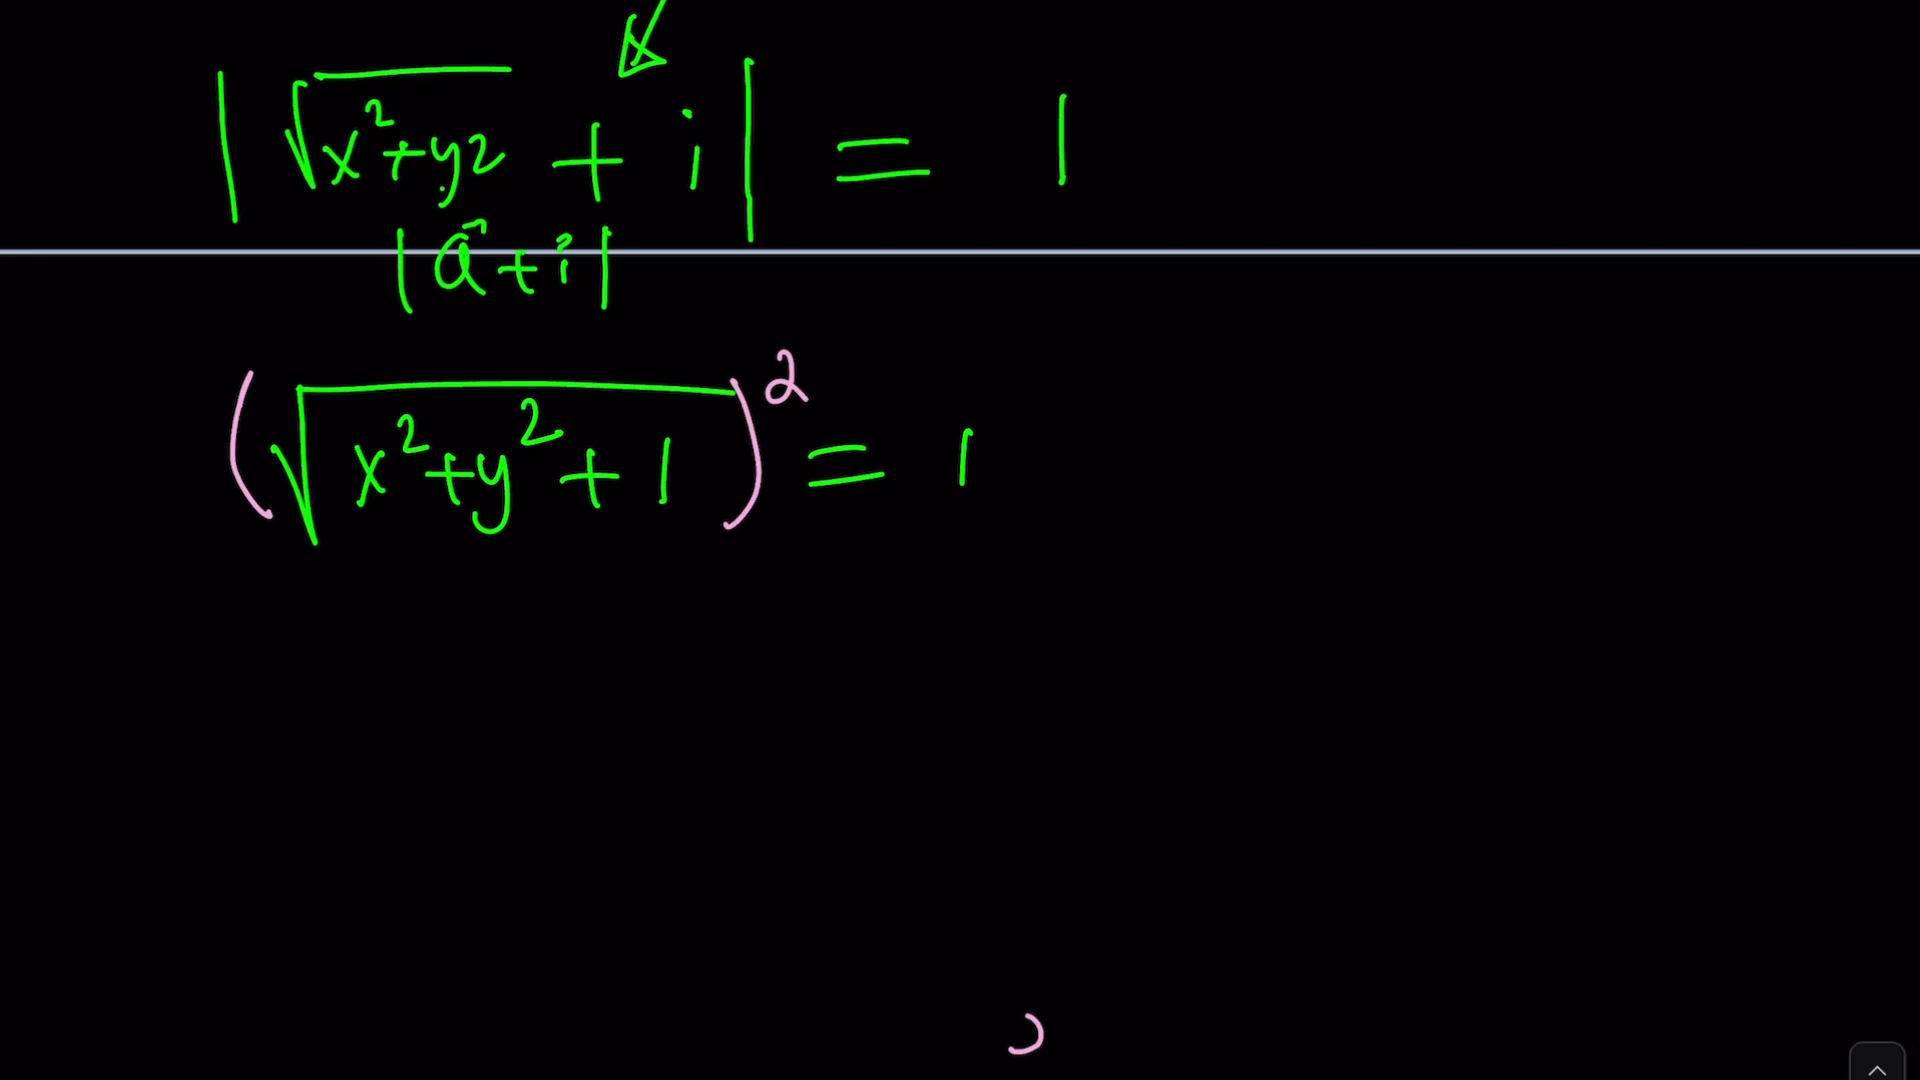 | √x²+y2 + i | = 1
|a+i|
(√x²+y²+1)² = 1